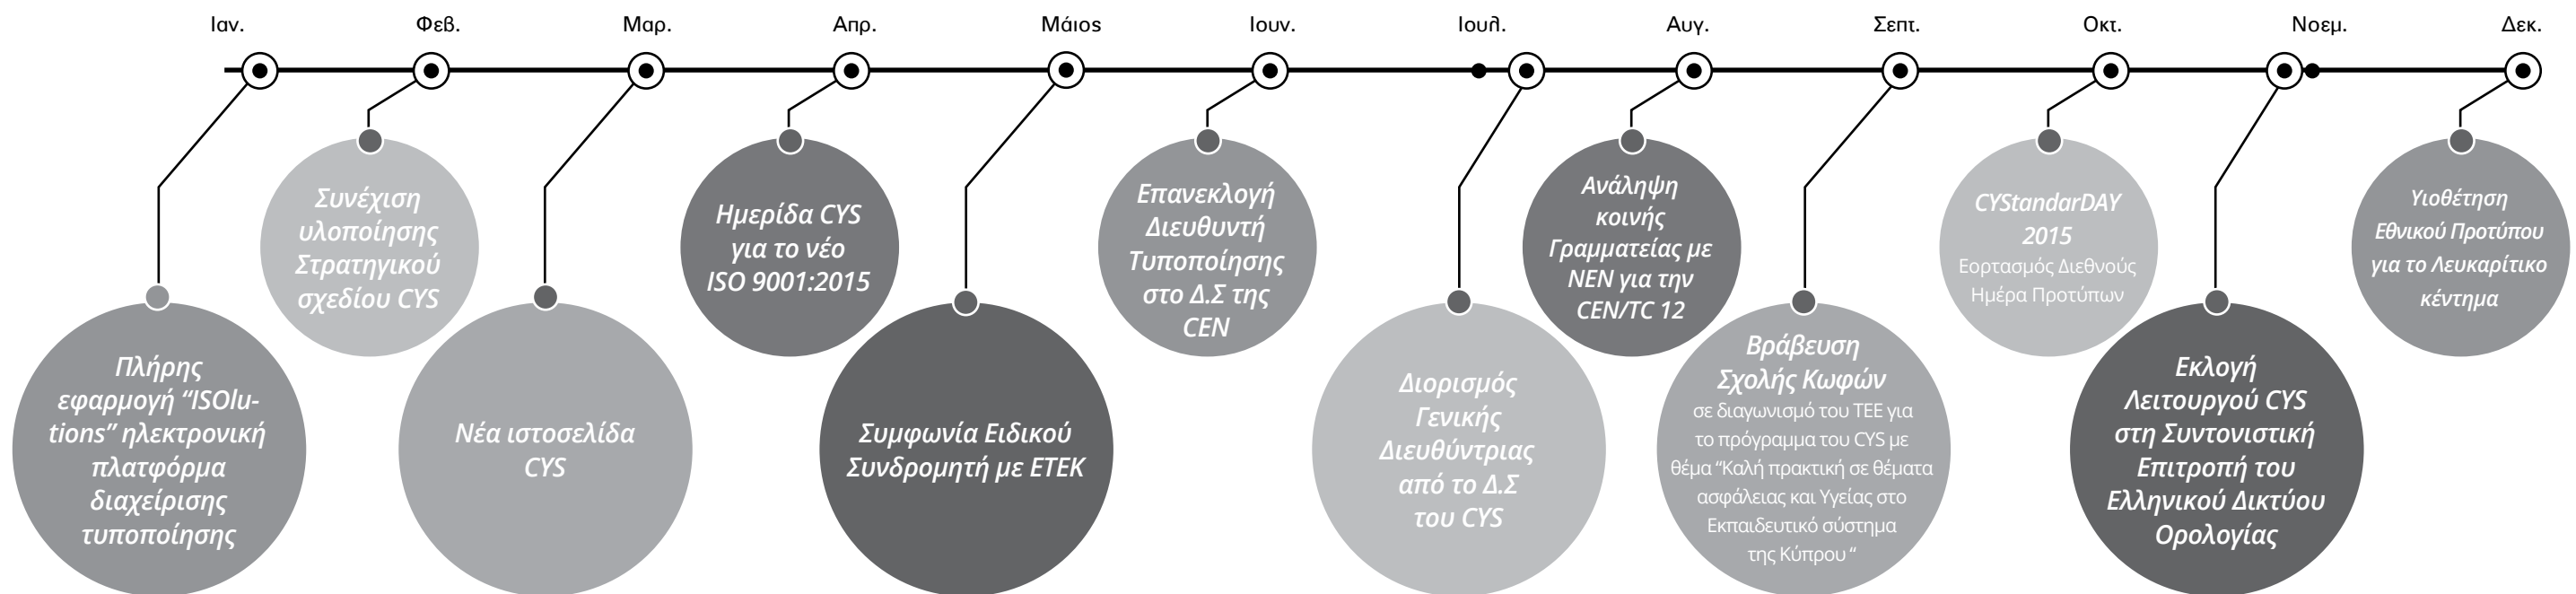 Ιαν.
Φεβ.
Μαρ.
Απρ.
Μάιος
Ιουν.
Ιουλ.
Αυγ.
Σεπτ.
Οκτ.
Νοεμ.
Δεκ.
Πλήρης
εφαρμογή “ISOlu-
tions” ηλεκτρονική
πλατφόρμα
διαχείρισης
τυποποίησης
Συνέχιση
υλοποίησης
Στρατηγικού
σχεδίου CYS
Νέα ιστοσελίδα
CYS
Ημερίδα CYS
για το νέο
ISO 9001:2015
Συμφωνία Ειδικού
Συνδρομητή με ΕΤΕΚ
Επανεκλογή
Διευθυντή
Τυποποίησης
στο Δ.Σ της
CEN
Διορισμός
Γενικής
Διευθύντριας
από το Δ.Σ
του CYS
Ανάληψη
κοινής
Γραμματείας με
NEN για την
CEN/TC 12
Βράβευση
Σχολής Κωφών
σε διαγωνισμό του ΤΕΕ για
το πρόγραμμα του CYS με
θέμα “Καλή πρακτική σε θέματα
ασφάλειας και Υγείας στο
Εκπαιδευτικό σύστημα
της Κύπρου “
CYStandarDAY
2015
Εορτασμός Διεθνούς
Ημέρα Προτύπων
Εκλογή
Λειτουργού CYS
στη Συντονιστική
Επιτροπή του
Ελληνικού Δικτύου
Ορολογίας
Υιοθέτηση
Εθνικού Προτύπου
για το Λευκαρίτικο
κέντημα